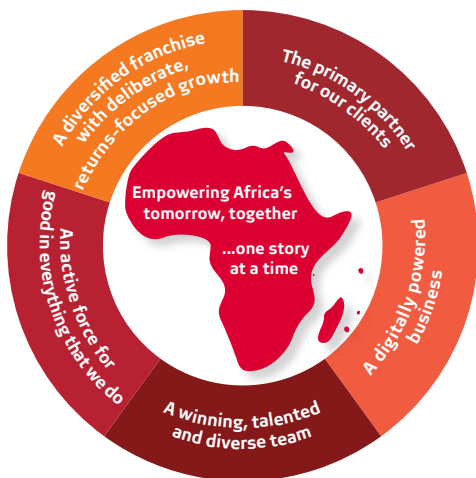 A diversified franchise
with deliberate,
returns-focused growth
The primary partner
for our clients
Empowering Africa's
tomorrow, together
...one story
at a time
A digitally powered
business
A winning, talented
and diverse team
An active force for
good in everything that we do